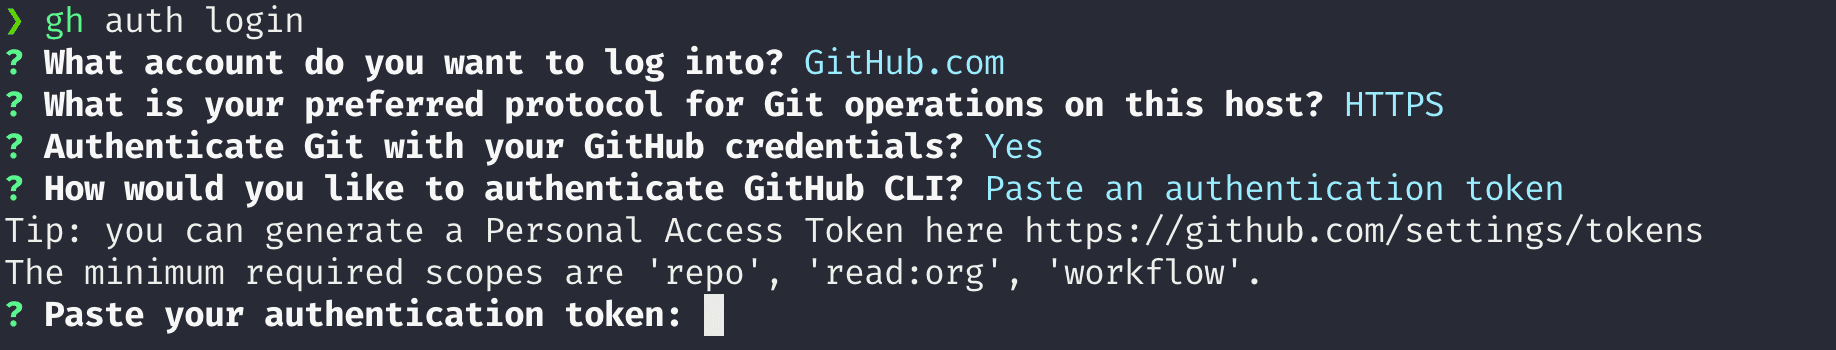 ❯ gh auth login
? What account do you want to log into? GitHub.com
? What is your preferred protocol for Git operations on this host? HTTPS
? Authenticate Git with your GitHub credentials? Yes
? How would you like to authenticate GitHub CLI? Paste an authentication token
Tip: you can generate a Personal Access Token here https://github.com/settings/tokens
The minimum required scopes are 'repo', 'read:org', 'workflow'.
? Paste your authentication token: